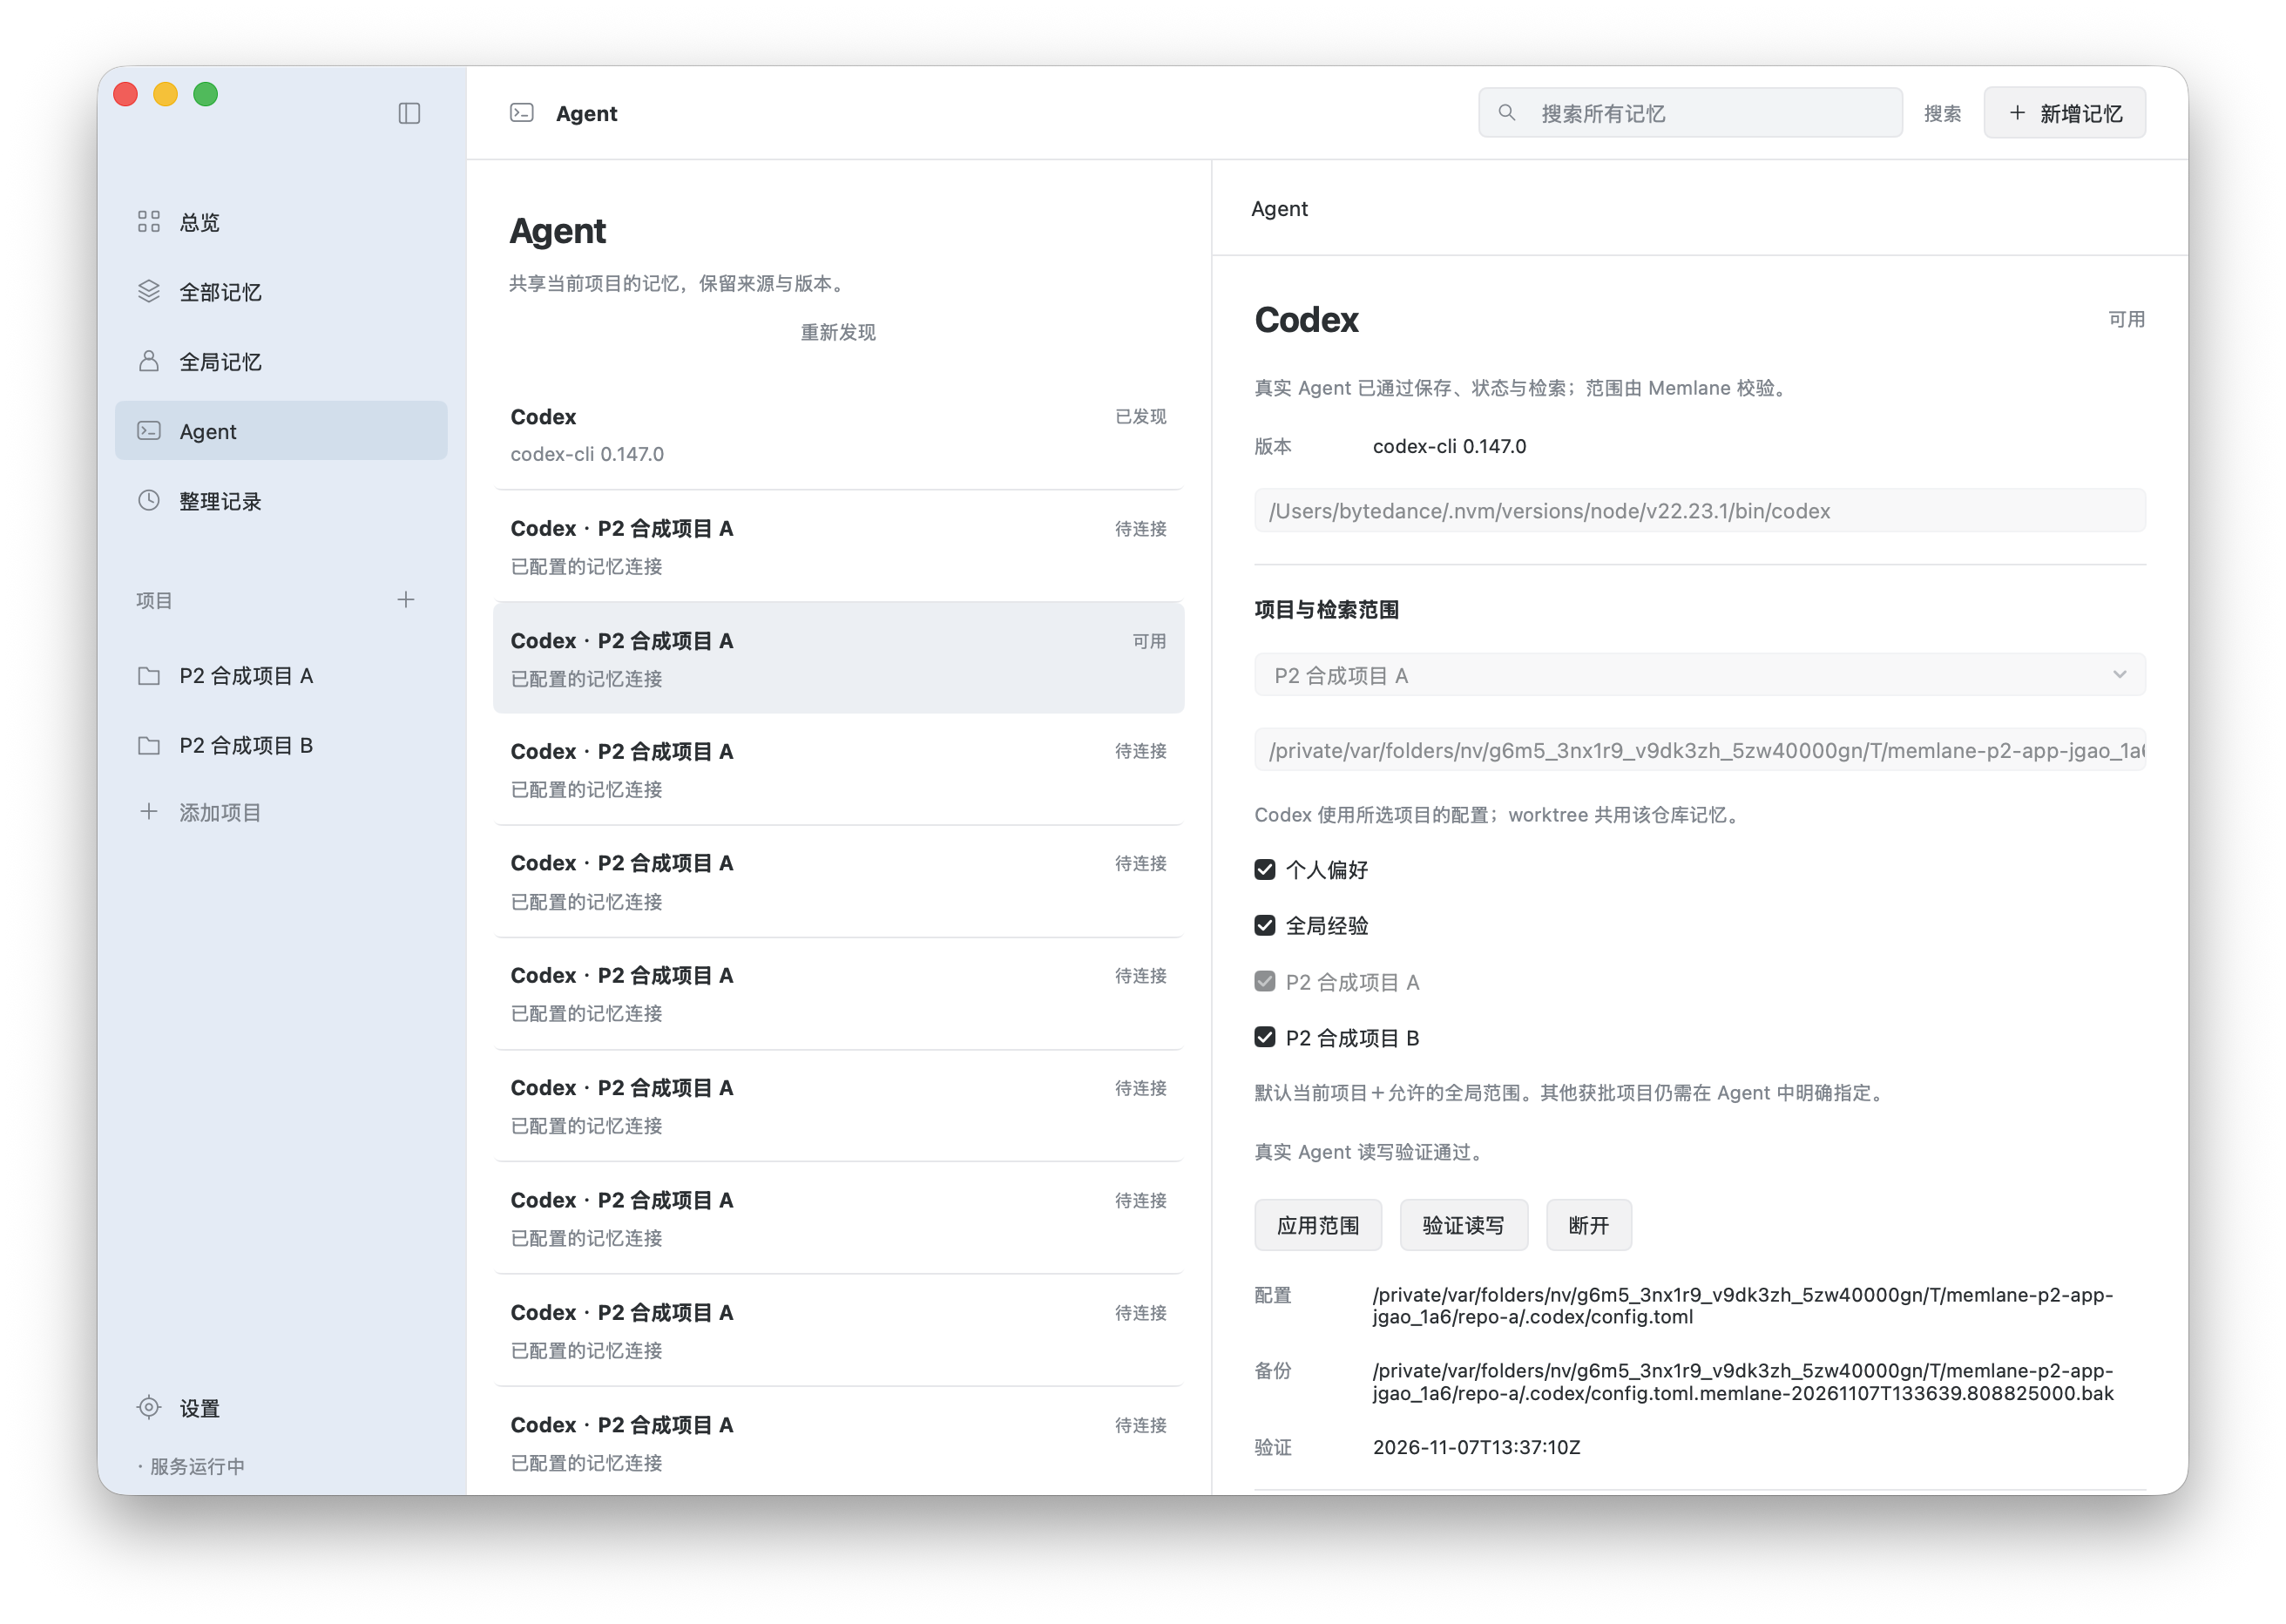 Agent
搜索所有记忆
搜索
新增记忆
总览
全部记忆
全局记忆
Agent
整理记录
项目
P2 合成项目 A
P2 合成项目 B
添加项目
设置
· 服务运行中
Agent
共享当前项目的记忆，保留来源与版本。
重新发现
Codex
已发现
codex-cli 0.147.0
Codex · P2 合成项目 A
待连接
已配置的记忆连接
Codex · P2 合成项目 A
可用
已配置的记忆连接
Codex · P2 合成项目 A
待连接
已配置的记忆连接
Codex · P2 合成项目 A
待连接
已配置的记忆连接
Codex · P2 合成项目 A
待连接
已配置的记忆连接
Codex · P2 合成项目 A
待连接
已配置的记忆连接
Codex · P2 合成项目 A
待连接
已配置的记忆连接
Codex · P2 合成项目 A
待连接
已配置的记忆连接
Codex · P2 合成项目 A
待连接
已配置的记忆连接
Agent
Codex
可用
真实 Agent 已通过保存、状态与检索；范围由 Memlane 校验。
版本
codex-cli 0.147.0
/Users/bytedance/.nvm/versions/node/v22.23.1/bin/codex
项目与检索范围
P2 合成项目 A
/private/var/folders/nv/g6m5_3nx1r9_v9dk3zh_5zw40000gn/T/memlane-p2-app-jgao_1a
Codex 使用所选项目的配置；worktree 共用该仓库记忆。
个人偏好
全局经验
P2 合成项目 A
P2 合成项目 B
默认当前项目＋允许的全局范围。其他获批项目仍需在 Agent 中明确指定。
真实 Agent 读写验证通过。
应用范围
验证读写
断开
配置
/private/var/folders/nv/g6m5_3nx1r9_v9dk3zh_5zw40000gn/T/memlane-p2-app-
jgao_1a6/repo-a/.codex/config.toml
备份
/private/var/folders/nv/g6m5_3nx1r9_v9dk3zh_5zw40000gn/T/memlane-p2-app-
jgao_1a6/repo-a/.codex/config.toml.memlane-20261107T133639.808825000.bak
验证
2026-11-07T13:37:10Z